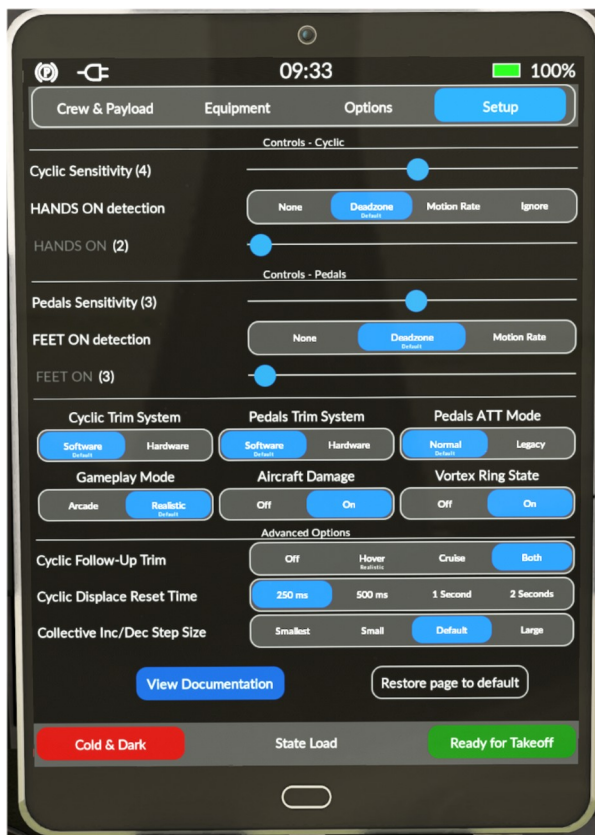 (P) 09:33 100%
Crew & Payload Equipment Options Setup
Controls - Cyclic
Cyclic Sensitivity (4)
HANDS ON detection None Deadzone Default Motion Rate Ignore
HANDS ON (2)
Controls - Pedals
Pedals Sensitivity (3)
FEET ON detection None Deadzone Default Motion Rate
FEET ON (3)
Cyclic Trim System Pedals Trim System Pedals ATT Mode
Software Default Hardware Software Default Hardware Normal Default Legacy
Gameplay Mode Aircraft Damage Vortex Ring State
Arcade Realistic Default Off On Off On
Advanced Options
Cyclic Follow-Up Trim Off Hover Realistic Cruise Both
Cyclic Displace Reset Time 250 ms 500 ms 1 Second 2 Seconds
Collective Inc/Dec Step Size Smallest Small Default Large
View Documentation Restore page to default
Cold & Dark State Load Ready for Takeoff